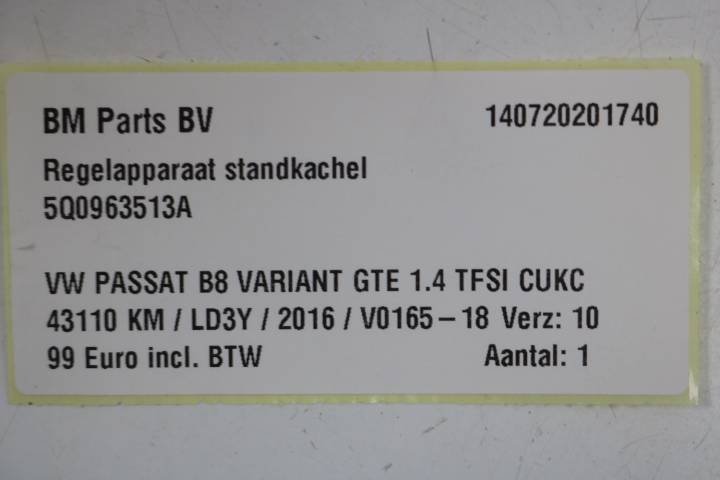 BM Parts BV 140720201740
Regelapparaat standkachel
5Q0963513A
VW PASSAT B8 VARIANT GTE 1.4 TFSI CUKC
43110 KM / LD3Y / 2016 / V0165-18 Verz: 10
99 Euro incl. BTW Aantal: 1